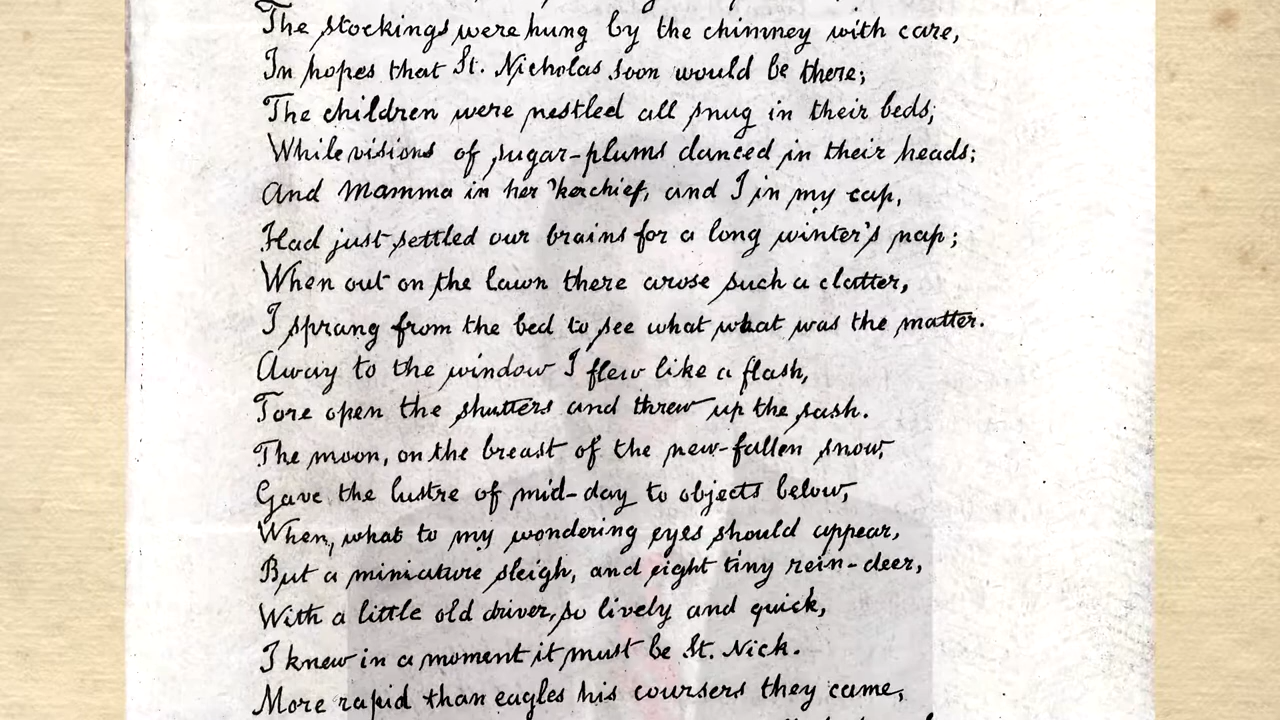 The stockings were hung by the chimney with care,
In hopes that St. Nicholas soon would be there;
The children were nestled all snug in their beds;
While visions of sugar-plums danced in their heads;
And Mamma in her 'kerchief, and I in my cap,
Had just settled our brains for a long winter's nap;
When out on the lawn there arose such a clatter,
I sprang from the bed to see what what was the matter.
Away to the window I flew like a flash,
Tore open the shutters and threw up the sash.
The moon, on the breast of the new-fallen snow,
Gave the lustre of mid-day to objects below,
When, what to my wondering eyes should appear,
But a miniature sleigh, and eight tiny rein-deer,
With a little old driver, so lively and quick,
I knew in a moment it must be St. Nick.
More rapid than eagles his coursers they came,